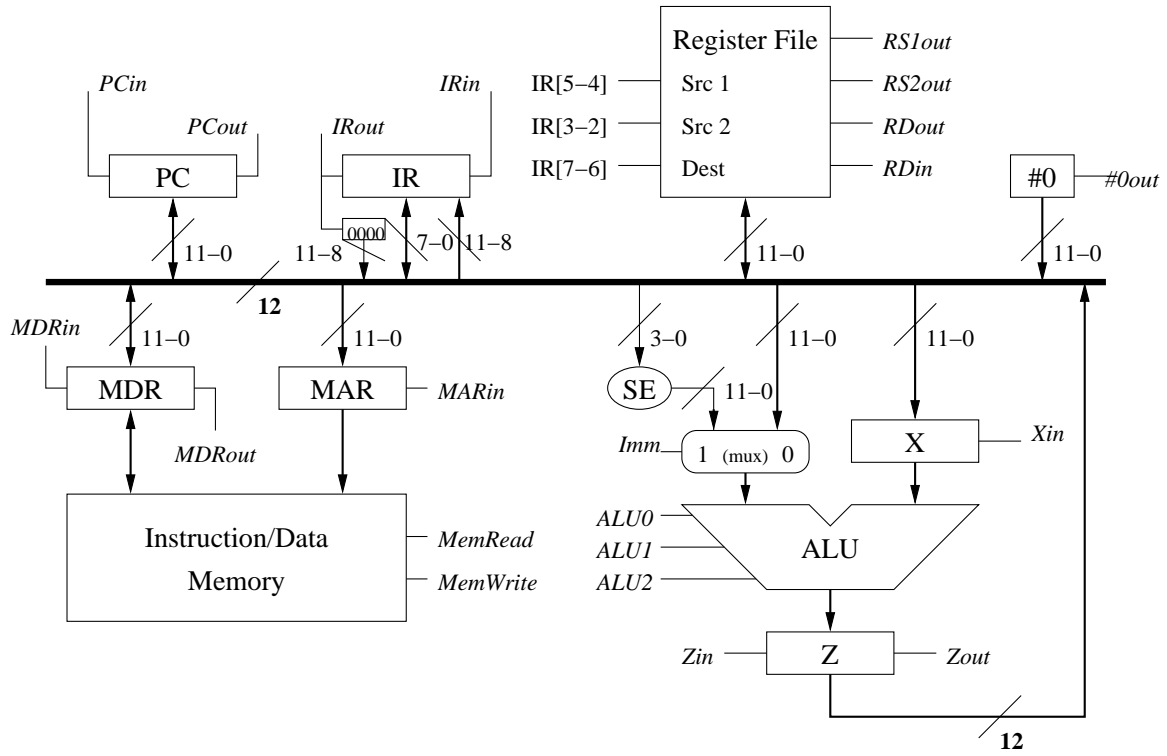 Register File
RS1out
PCin
IRin
IR[5–4]
Src 1
RS2out
PCout
IRout
IR[3–2]
Src 2
RDout
PC
IR
IR[7–6]
Dest
RDin
#0
#0out
0000
11–0
11–8
7–0
11–8
11–0
11–0
12
MDRin
11–0
11–0
3–0
11–0
11–0
MDR
MAR
MARin
SE
11–0
MDRout
Imm
1 (mux) 0
X
Xin
Instruction/Data
Memory
MemRead
MemWrite
ALU0
ALU1
ALU2
ALU
Zin
Z
Zout
12